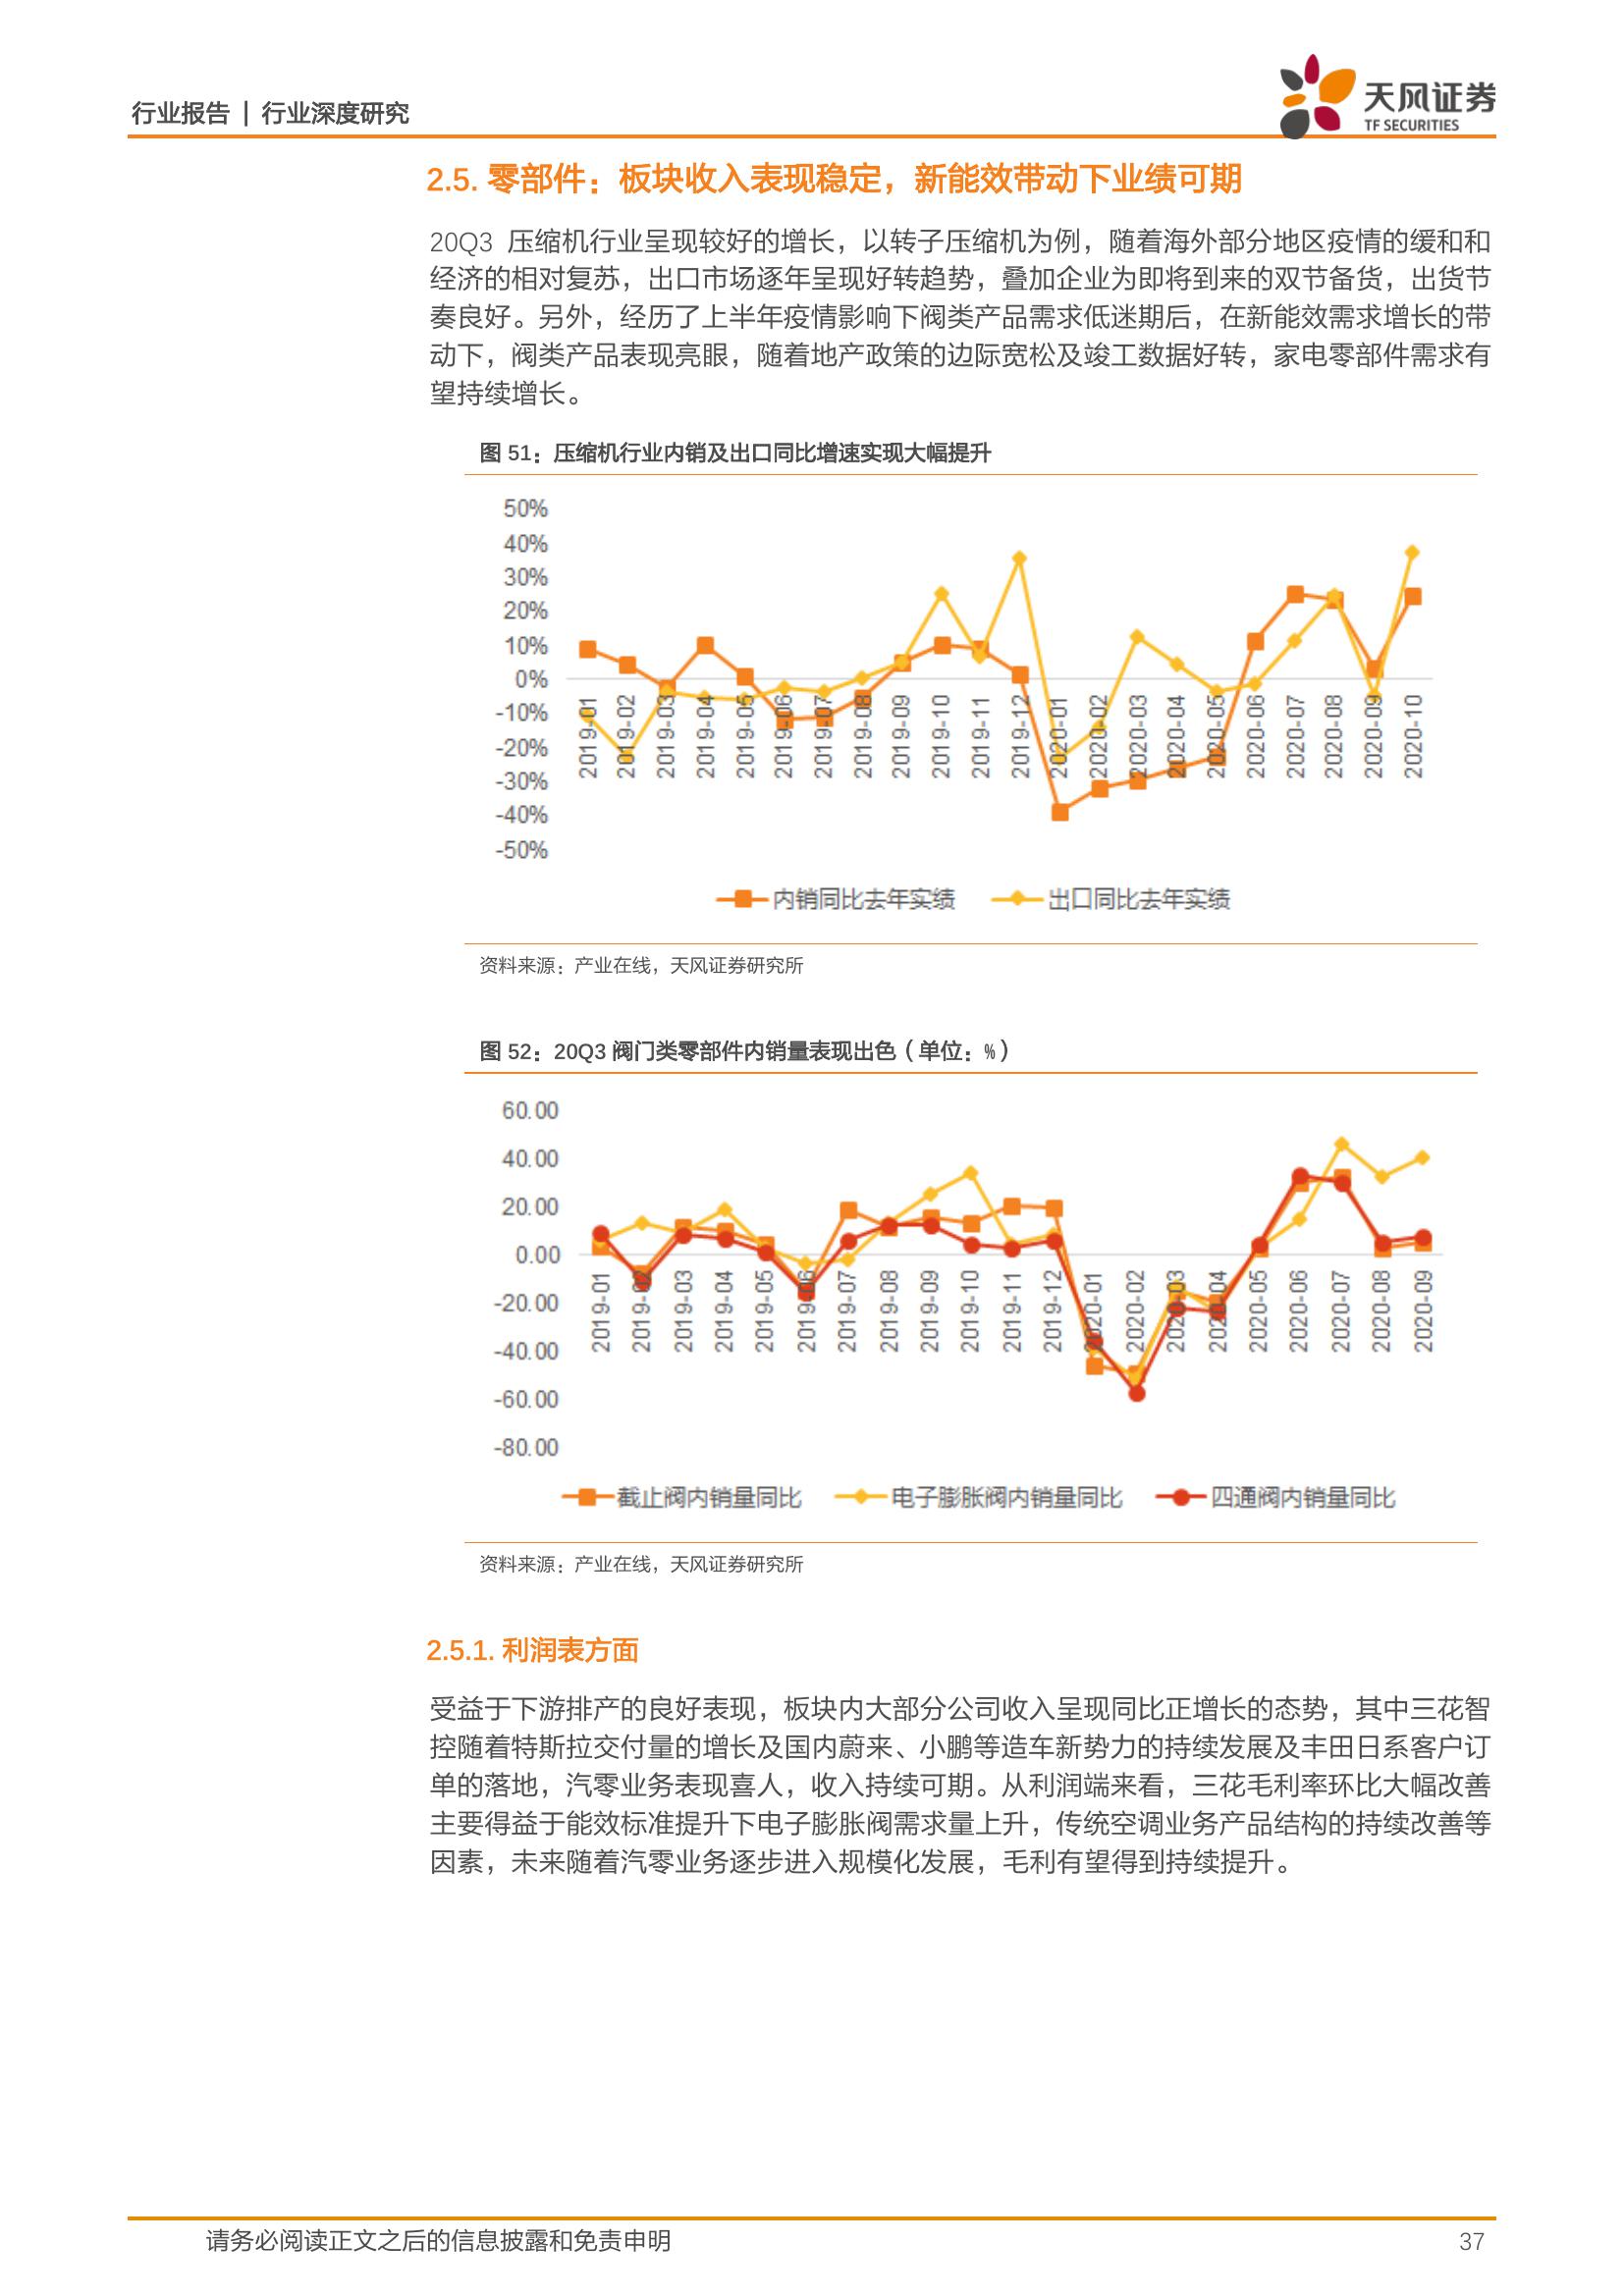 行业报告 | 行业深度研究
天风证券
TF SECURITIES
2.5. 零部件：板块收入表现稳定，新能效带动下业绩可期
20Q3 压缩机行业呈现较好的增长，以转子压缩机为例，随着海外部分地区疫情的缓和和
经济的相对复苏，出口市场逐年呈现好转趋势，叠加企业为即将到来的双节备货，出货节
奏良好。另外，经历了上半年疫情影响下阀类产品需求低迷期后，在新能效需求增长的带
动下，阀类产品表现亮眼，随着地产政策的边际宽松及竣工数据好转，家电零部件需求有
望持续增长。
图 51：压缩机行业内销及出口同比增速实现大幅提升
50%
40%
30%
20%
10%
0%
-10%
-20%
-30%
-40%
-50%
2019-01
2019-02
2019-03
2019-04
2019-05
2019-06
2019-07
2019-08
2019-09
2019-10
2019-11
2019-12
2020-01
2020-02
2020-03
2020-04
2020-05
2020-06
2020-07
2020-08
2020-09
2020-10
内销同比去年实绩
出口同比去年实绩
资料来源：产业在线，天风证券研究所
图 52：20Q3 阀门类零部件内销量表现出色（单位：%）
60.00
40.00
20.00
0.00
-20.00
-40.00
-60.00
-80.00
2019-01
2019-02
2019-03
2019-04
2019-05
2019-06
2019-07
2019-08
2019-09
2019-10
2019-11
2019-12
2020-01
2020-02
2020-03
2020-04
2020-05
2020-06
2020-07
2020-08
2020-09
截止阀内销量同比
电子膨胀阀内销量同比
四通阀内销量同比
资料来源：产业在线，天风证券研究所
2.5.1. 利润表方面
受益于下游排产的良好表现，板块内大部分公司收入呈现同比正增长的态势，其中三花智
控随着特斯拉交付量的增长及国内蔚来、小鹏等造车新势力的持续发展及丰田日系客户订
单的落地，汽零业务表现喜人，收入持续可期。从利润端来看，三花毛利率环比大幅改善
主要得益于能效标准提升下电子膨胀阀需求量上升，传统空调业务产品结构的持续改善等
因素，未来随着汽零业务逐步进入规模化发展，毛利有望得到持续提升。
请务必阅读正文之后的信息披露和免责申明
37